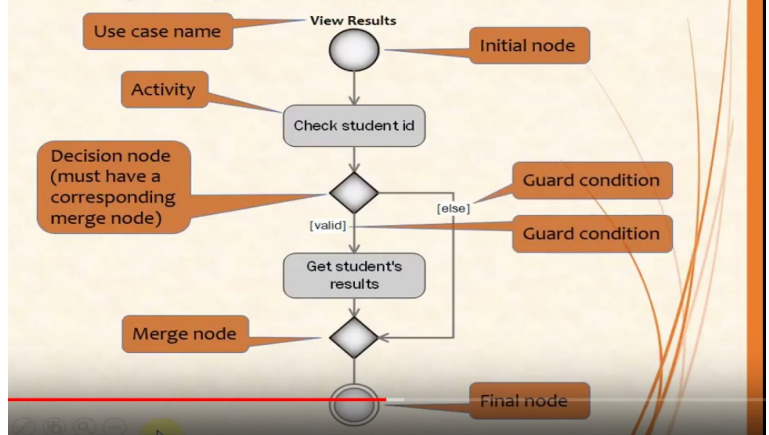 View Results
Use case name
Initial node
Activity
Check student id
Decision node
(must have a
corresponding
merge node)
Guard condition
[else]
[valid]
Guard condition
Get student's
results
Merge node
Final node